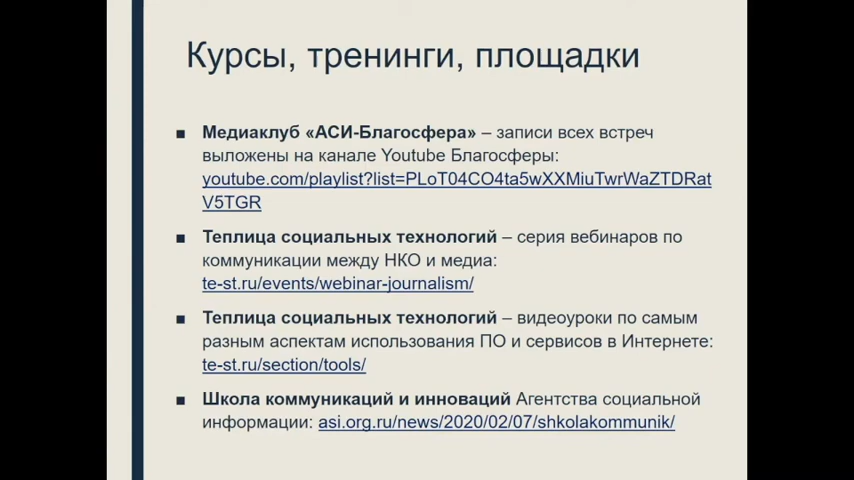 Курсы, тренинги, площадки
▪ Медиаклуб «АСИ-Благосфера» – записи всех встреч
выложены на канале Youtube Благосферы:
youtube.com/playlist?list=PLoT04CO4ta5wXXMiuTwrWaZTDRat
V5TGR
▪ Теплица социальных технологий – серия вебинаров по
коммуникации между НКО и медиа:
te-st.ru/events/webinar-journalism/
▪ Теплица социальных технологий – видеоуроки по самым
разным аспектам использования ПО и сервисов в Интернете:
te-st.ru/section/tools/
▪ Школа коммуникаций и инноваций Агентства социальной
информации: asi.org.ru/news/2020/02/07/shkolakommunik/